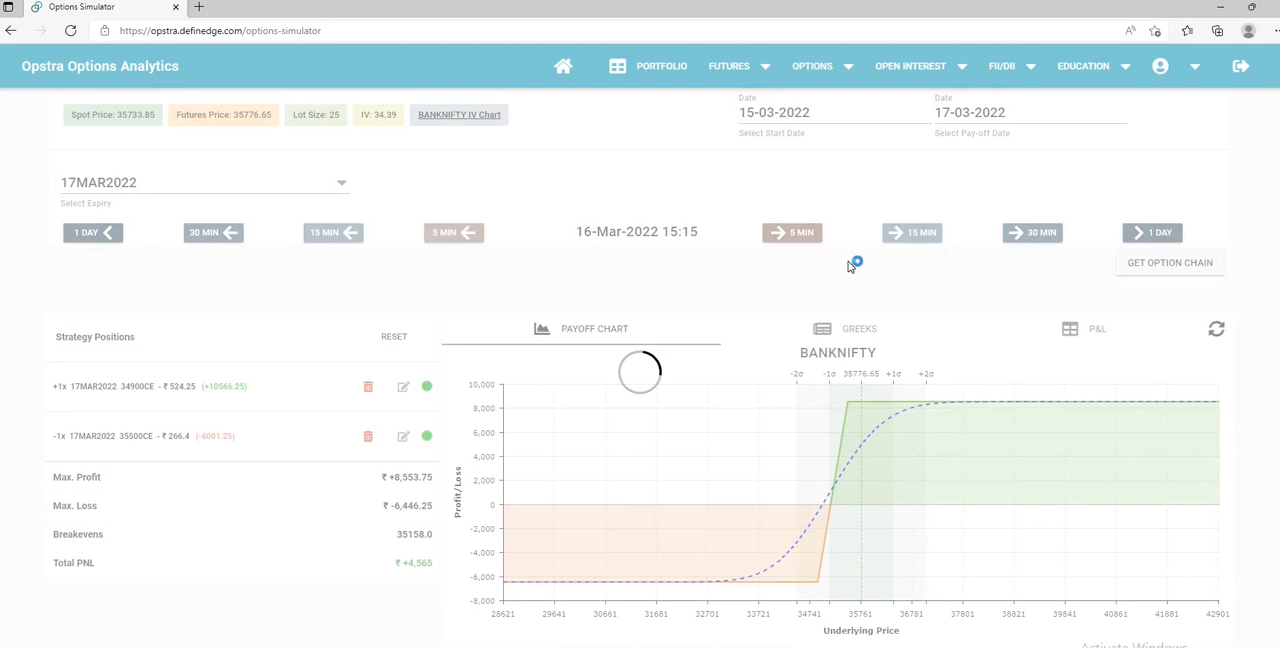 Options Simulator
https://opstra.definedge.com/options-simulator
Opstra Options Analytics
PORTFOLIO
FUTURES
OPTIONS
OPEN INTEREST
FII/DII
EDUCATION
Spot Price: 35733.85
Futures Price: 35776.65
Lot Size: 25
IV: 34.39
BANKNIFTY IV Chart
Date
15-03-2022
Select Start Date
Date
17-03-2022
Select Pay-off Date
17MAR2022
Select Expiry
1 DAY
30 MIN
15 MIN
5 MIN
16-Mar-2022 15:15
5 MIN
15 MIN
30 MIN
1 DAY
GET OPTION CHAIN
Strategy Positions
RESET
+1x 17MAR2022 34900CE - ₹ 524.25 (+10566.25)
-1x 17MAR2022 35500CE - ₹ 266.4 (-6001.25)
Max. Profit ₹ +8,553.75
Max. Loss ₹ -6,446.25
Breakevens 35158.0
Total PNL ₹ +4,565
PAYOFF CHART
GREEKS
P&L
BANKNIFTY
-2σ -1σ 35776.65 +1σ +2σ
10,000
8,000
6,000
4,000
2,000
0
-2,000
-4,000
-6,000
-8,000
Profit/Loss
28621 29641 30661 31681 32701 33721 34741 35761 36781 37801 38821 39841 40861 41881 42901
Underlying Price
Activate Windows